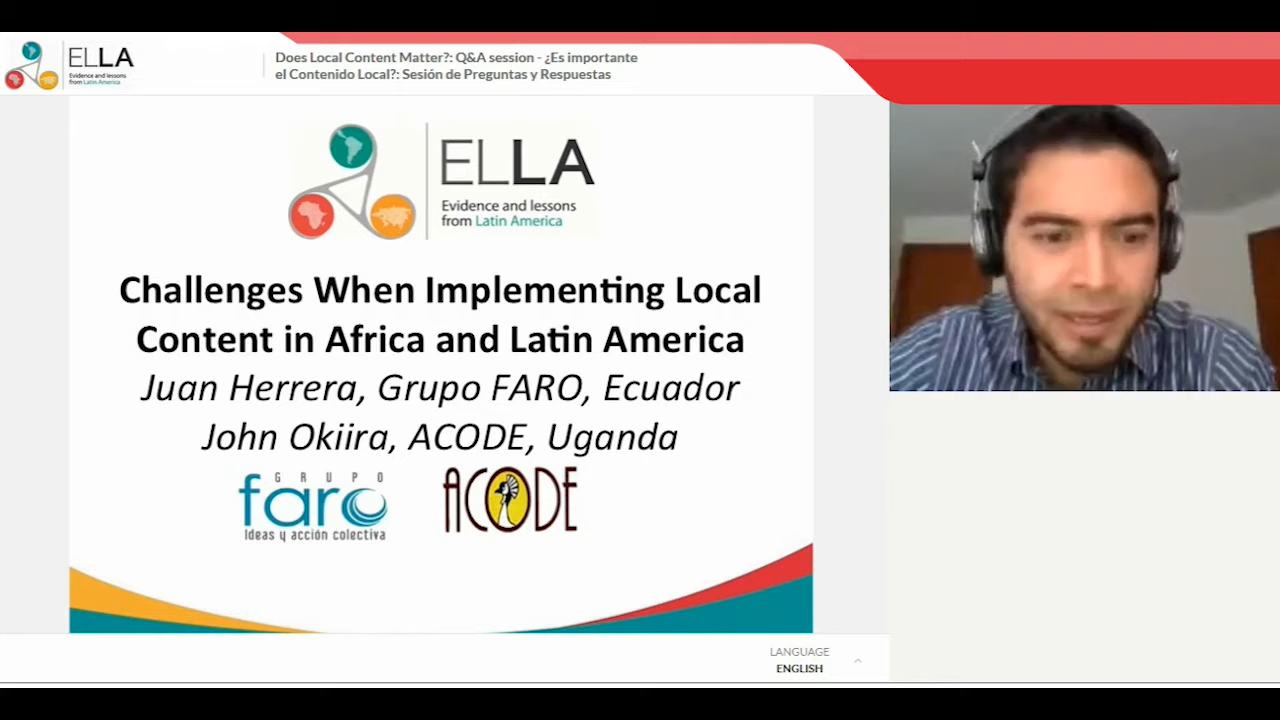 ELLA
Evidence and lessons
from Latin America
Does Local Content Matter?: Q&A session - ¿Es importante
el Contenido Local?: Sesión de Preguntas y Respuestas
ELLA
Evidence and lessons
from Latin America
Challenges When Implementing Local
Content in Africa and Latin America
Juan Herrera, Grupo FARO, Ecuador
John Okiira, ACODE, Uganda
GRUPO
faro
Ideas y acción colectiva
ACODE
LANGUAGE
ENGLISH